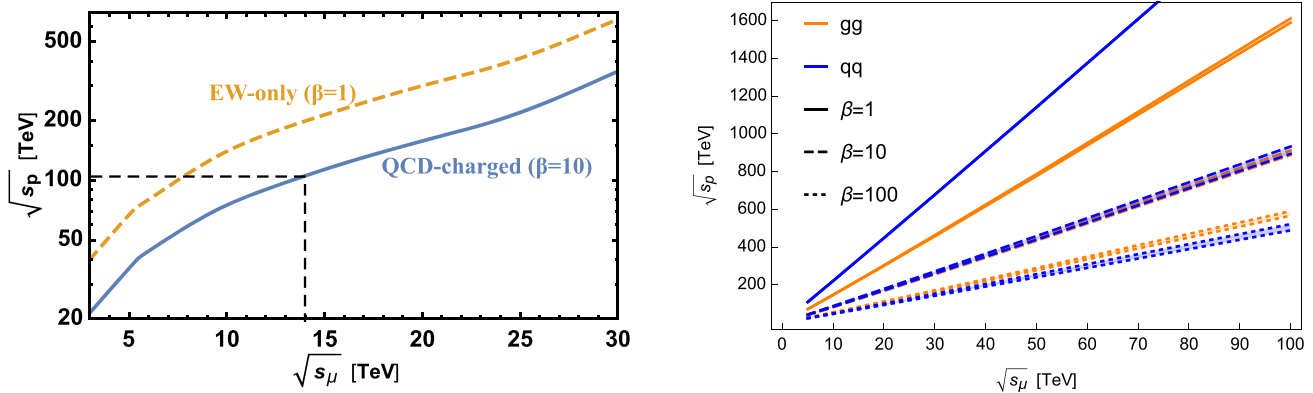 500
200
100
50
20
√s_p [TeV]
EW-only (β=1)
QCD-charged (β=10)
5 10 15 20 25 30
√s_μ [TeV]
1600
1400
1200
1000
800
600
400
200
√s_p [TeV]
gg
qq
β=1
β=10
β=100
0 10 20 30 40 50 60 70 80 90 100
√s_μ [TeV]